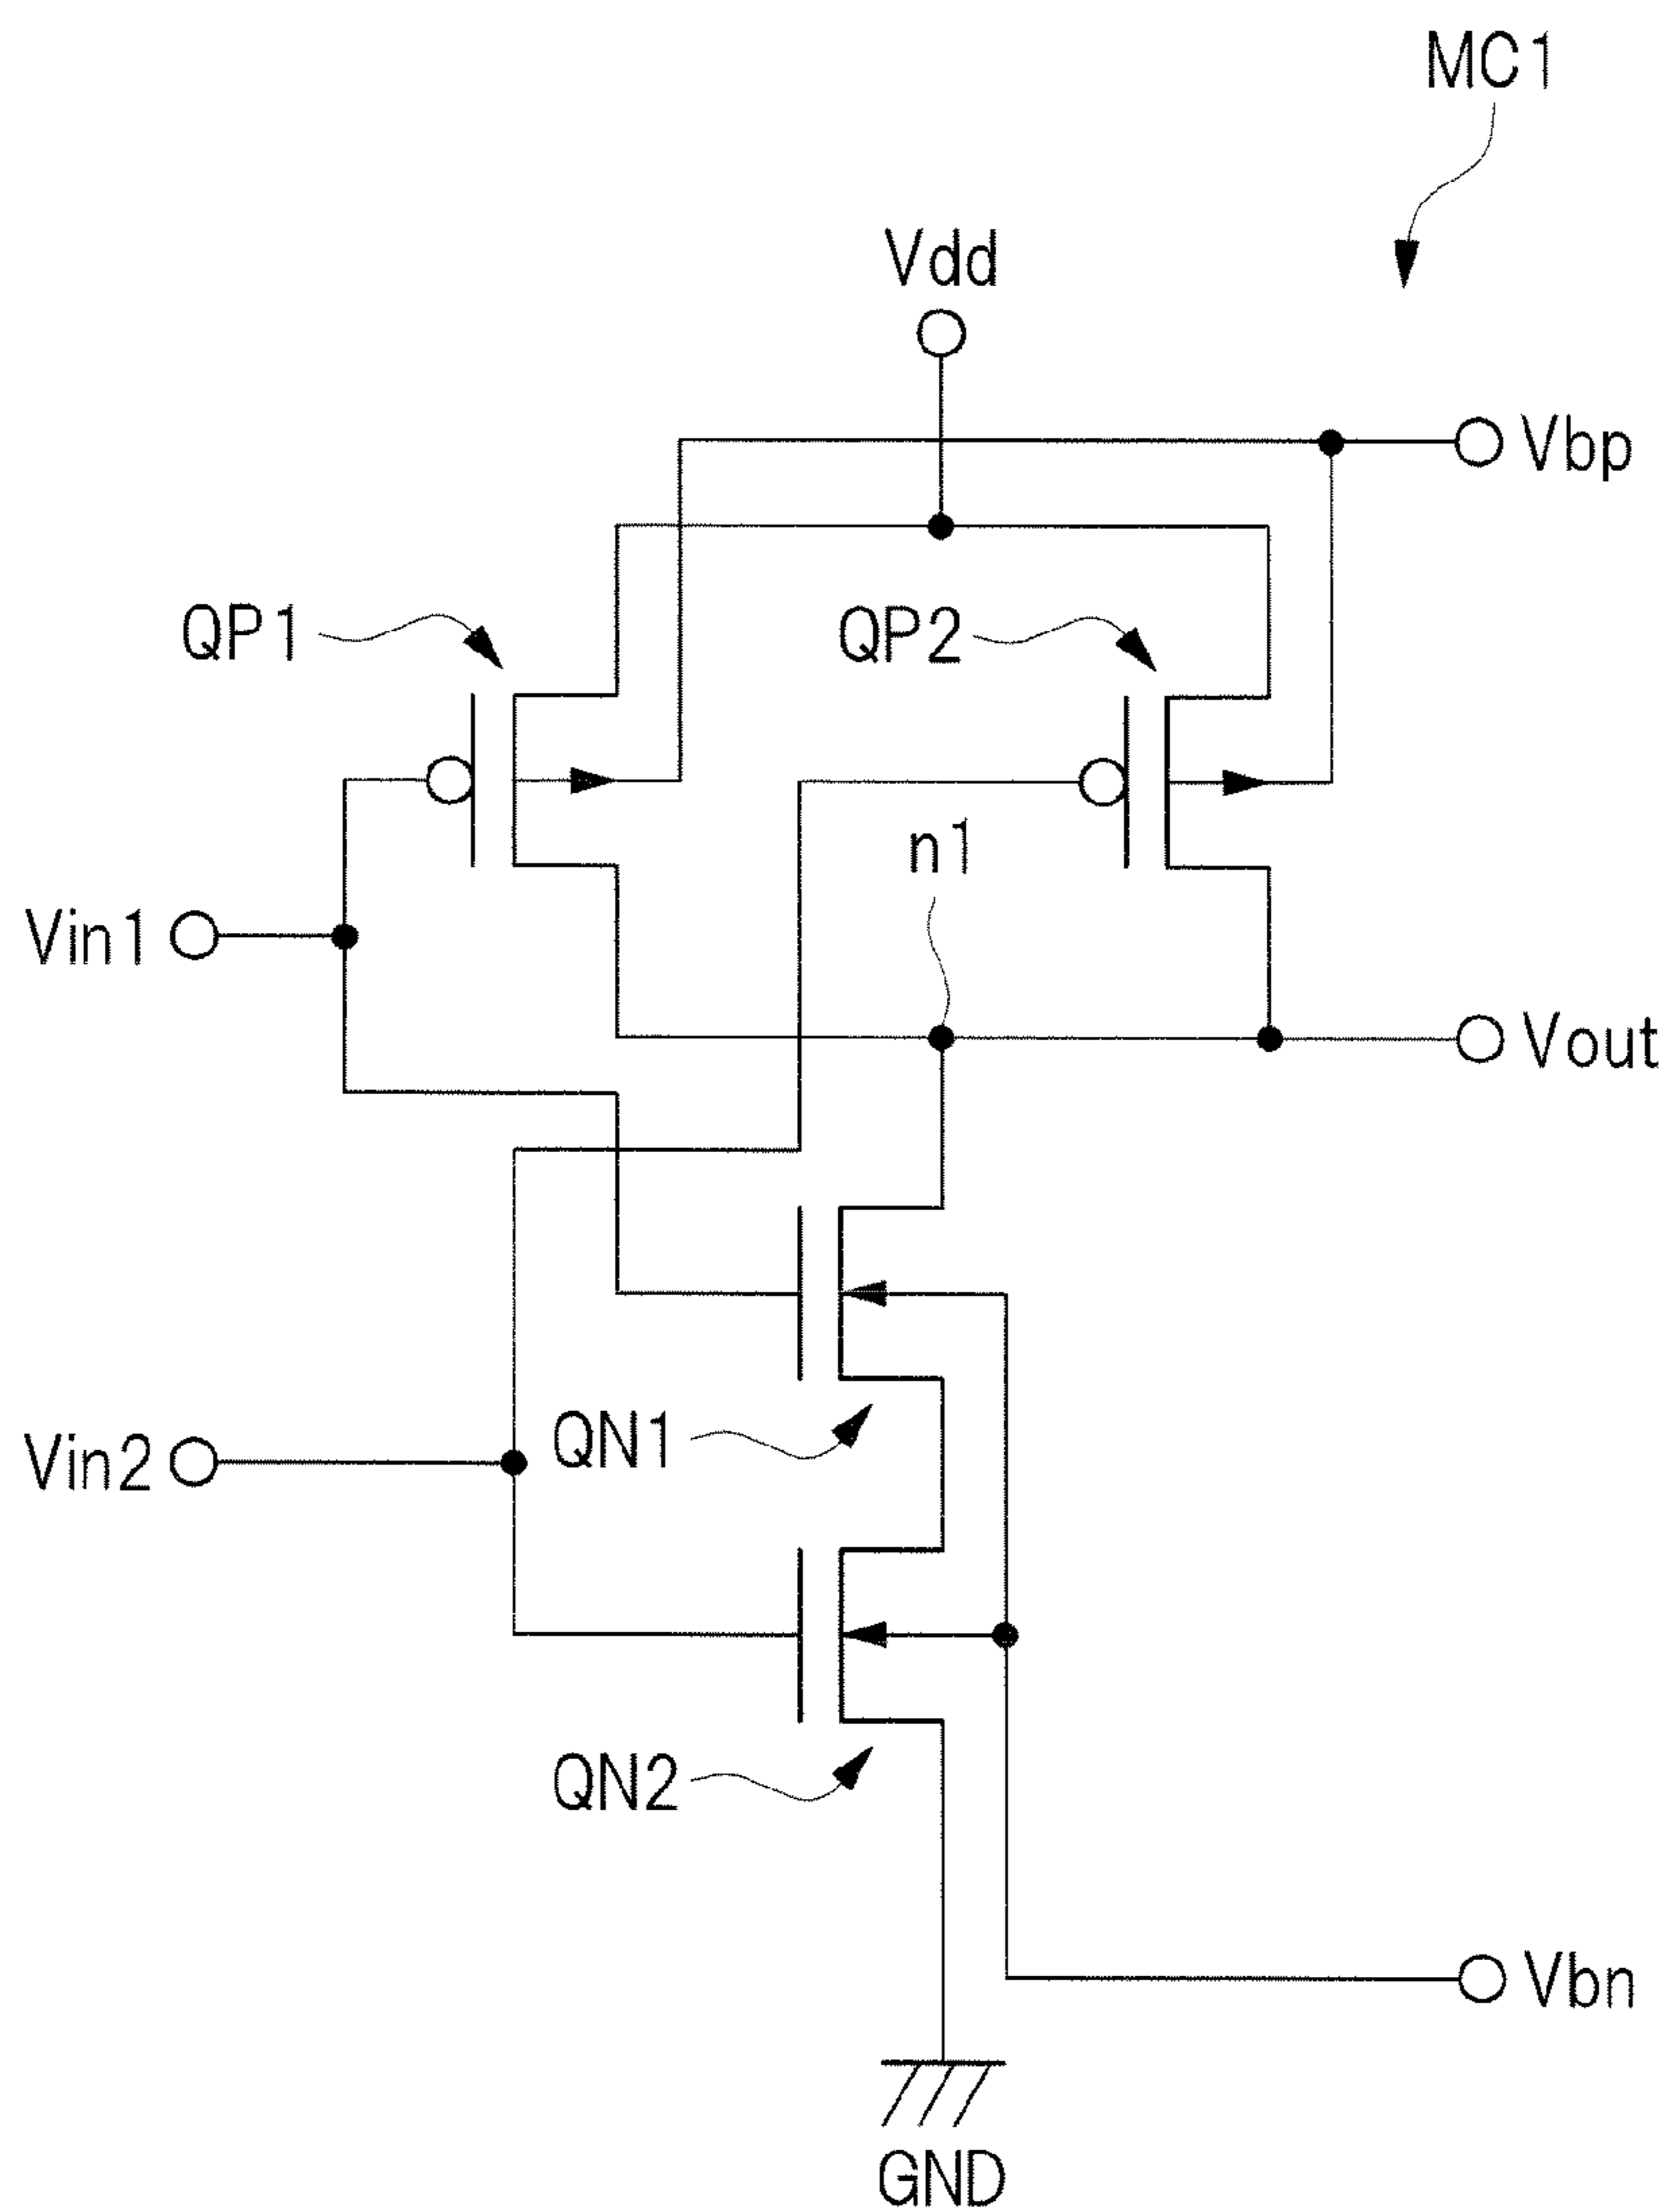 MC1
Vdd
Vbp
QP1
QP2
n1
Vin1
Vout
QN1
Vin2
QN2
Vbn
GND